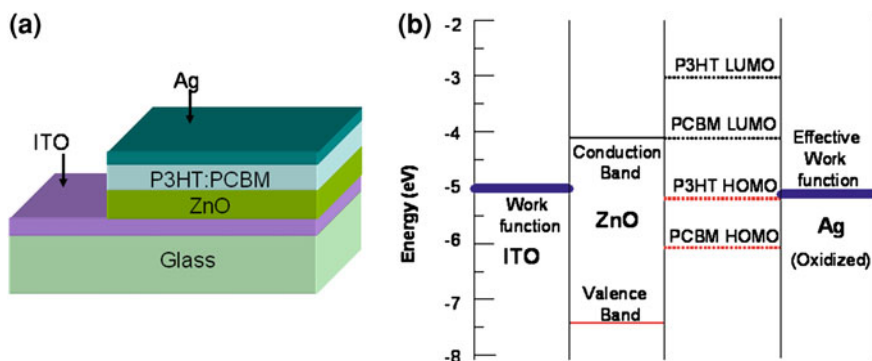 (a)
Ag
ITO
P3HT:PCBM
ZnO
Glass
(b)
Energy (eV)
-2
-3
-4
-5
-6
-7
-8
Work
function
ITO
Conduction
Band
ZnO
Valence
Band
P3HT LUMO
PCBM LUMO
P3HT HOMO
PCBM HOMO
Effective
Work
function
Ag
(Oxidized)